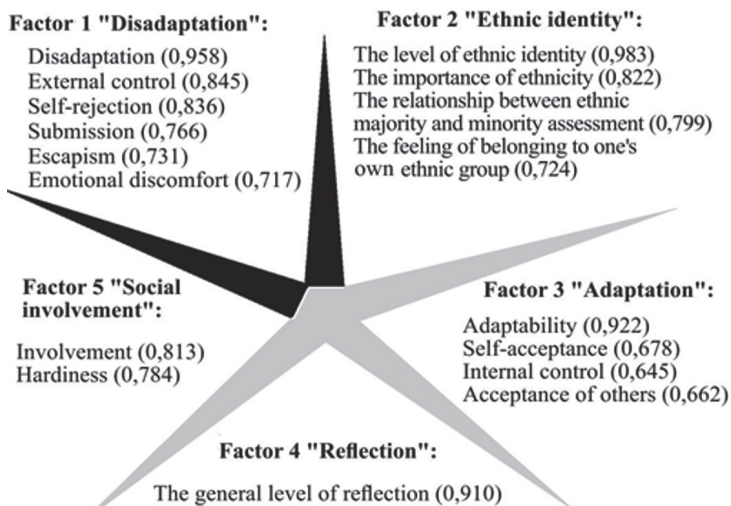 Factor 1 "Disadaptation":
Disadaptation (0,958)
External control (0,845)
Self-rejection (0,836)
Submission (0,766)
Escapism (0,731)
Emotional discomfort (0,717)
Factor 2 "Ethnic identity":
The level of ethnic identity (0,983)
The importance of ethnicity (0,822)
The relationship between ethnic
majority and minority assessment (0,799)
The feeling of belonging to one's
own ethnic group (0,724)
Factor 3 "Adaptation":
Adaptability (0,922)
Self-acceptance (0,678)
Internal control (0,645)
Acceptance of others (0,662)
Factor 4 "Reflection":
The general level of reflection (0,910)
Factor 5 "Social
involvement":
Involvement (0,813)
Hardiness (0,784)